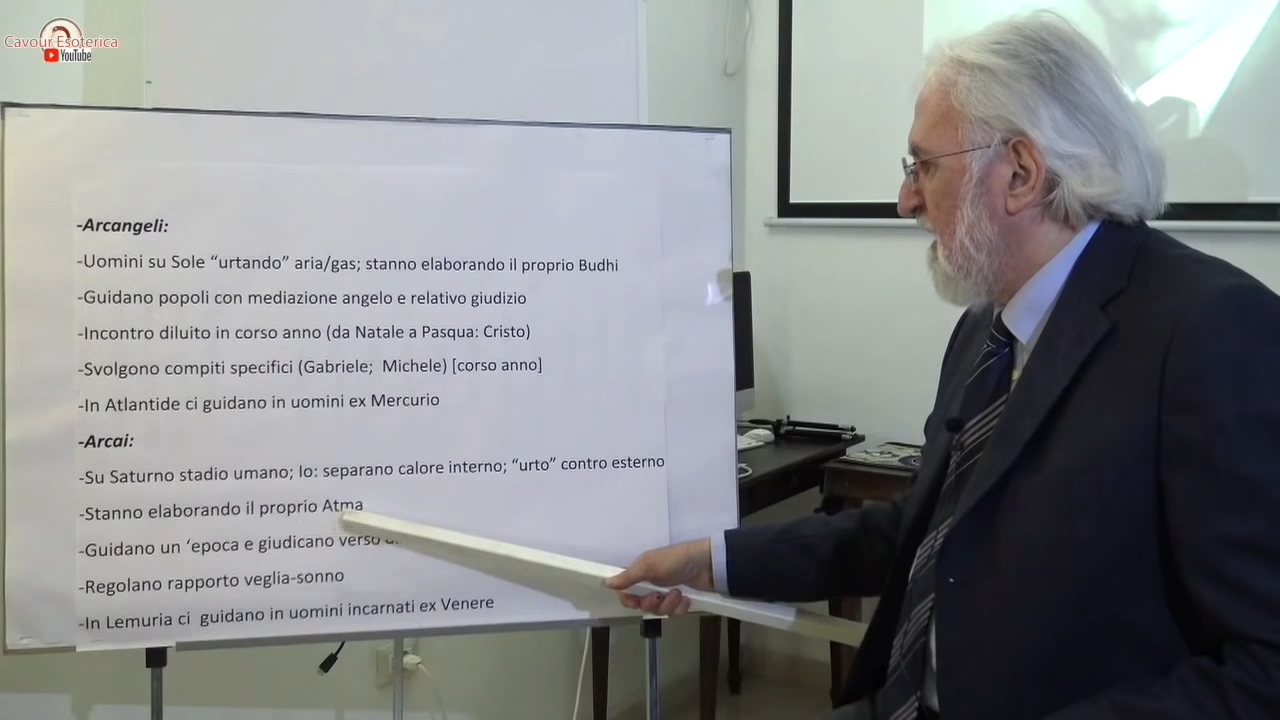 Cavour Esoterica
YouTube
-Arcangeli:
-Uomini su Sole “urtando” aria/gas; stanno elaborando il proprio Budhi
-Guidano popoli con mediazione angelo e relativo giudizio
-Incontro diluito in corso anno (da Natale a Pasqua: Cristo)
-Svolgono compiti specifici (Gabriele; Michele) [corso anno]
-In Atlantide ci guidano in uomini ex Mercurio
-Arcai:
-Su Saturno stadio umano; Io: separano calore interno; “urto” contro esterno
-Stanno elaborando il proprio Atma
-Guidano un ‘epoca e giudicano verso
-Regolano rapporto veglia-sonno
-In Lemuria ci guidano in uomini incarnati ex Venere